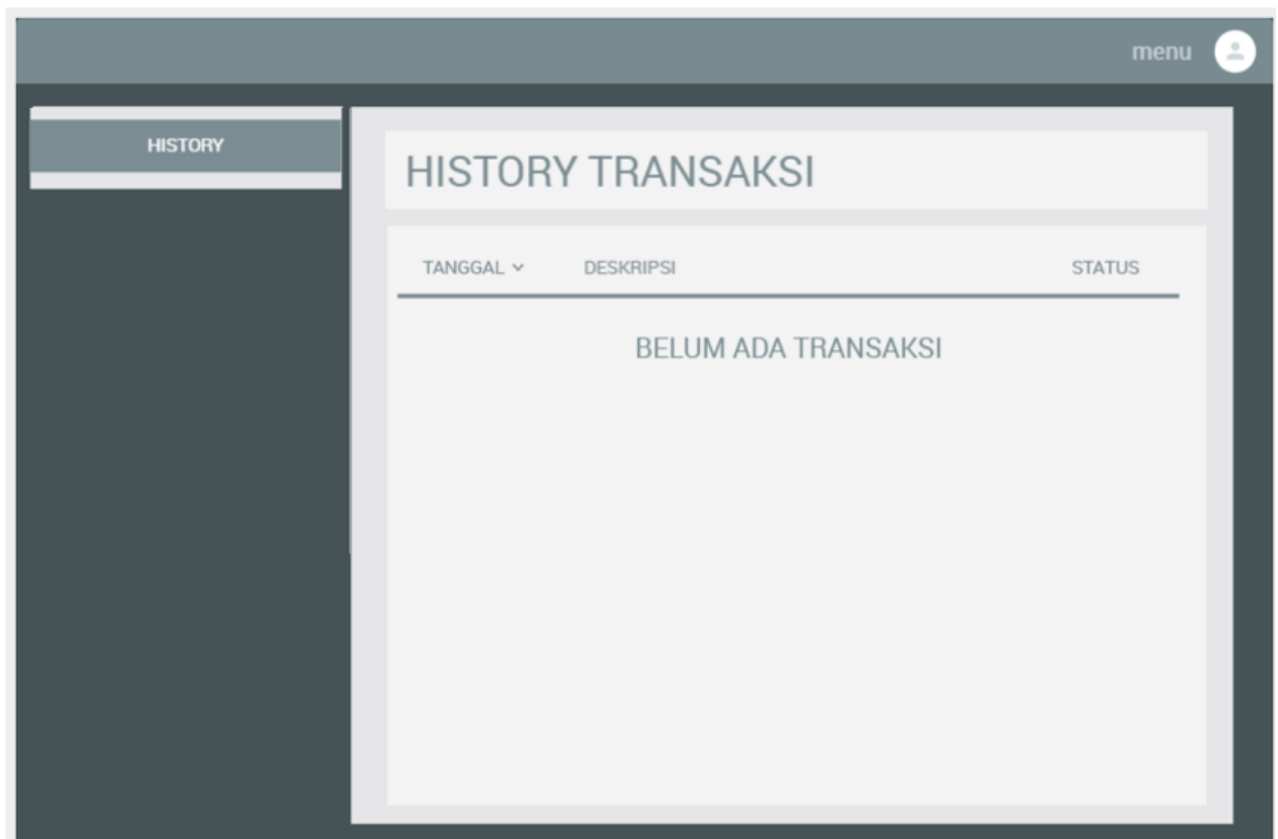 menu
HISTORY
HISTORY TRANSAKSI
TANGGAL DESKRIPSI STATUS
BELUM ADA TRANSAKSI